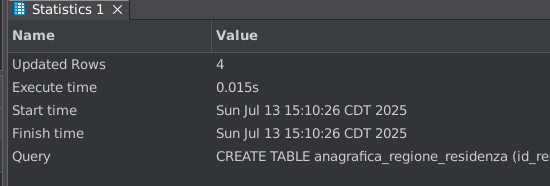 Statistics 1
Name Value
Updated Rows 4
Execute time 0.015s
Start time Sun Jul 13 15:10:26 CDT 2025
Finish time Sun Jul 13 15:10:26 CDT 2025
Query CREATE TABLE anagrafica_regione_residenza (id_re